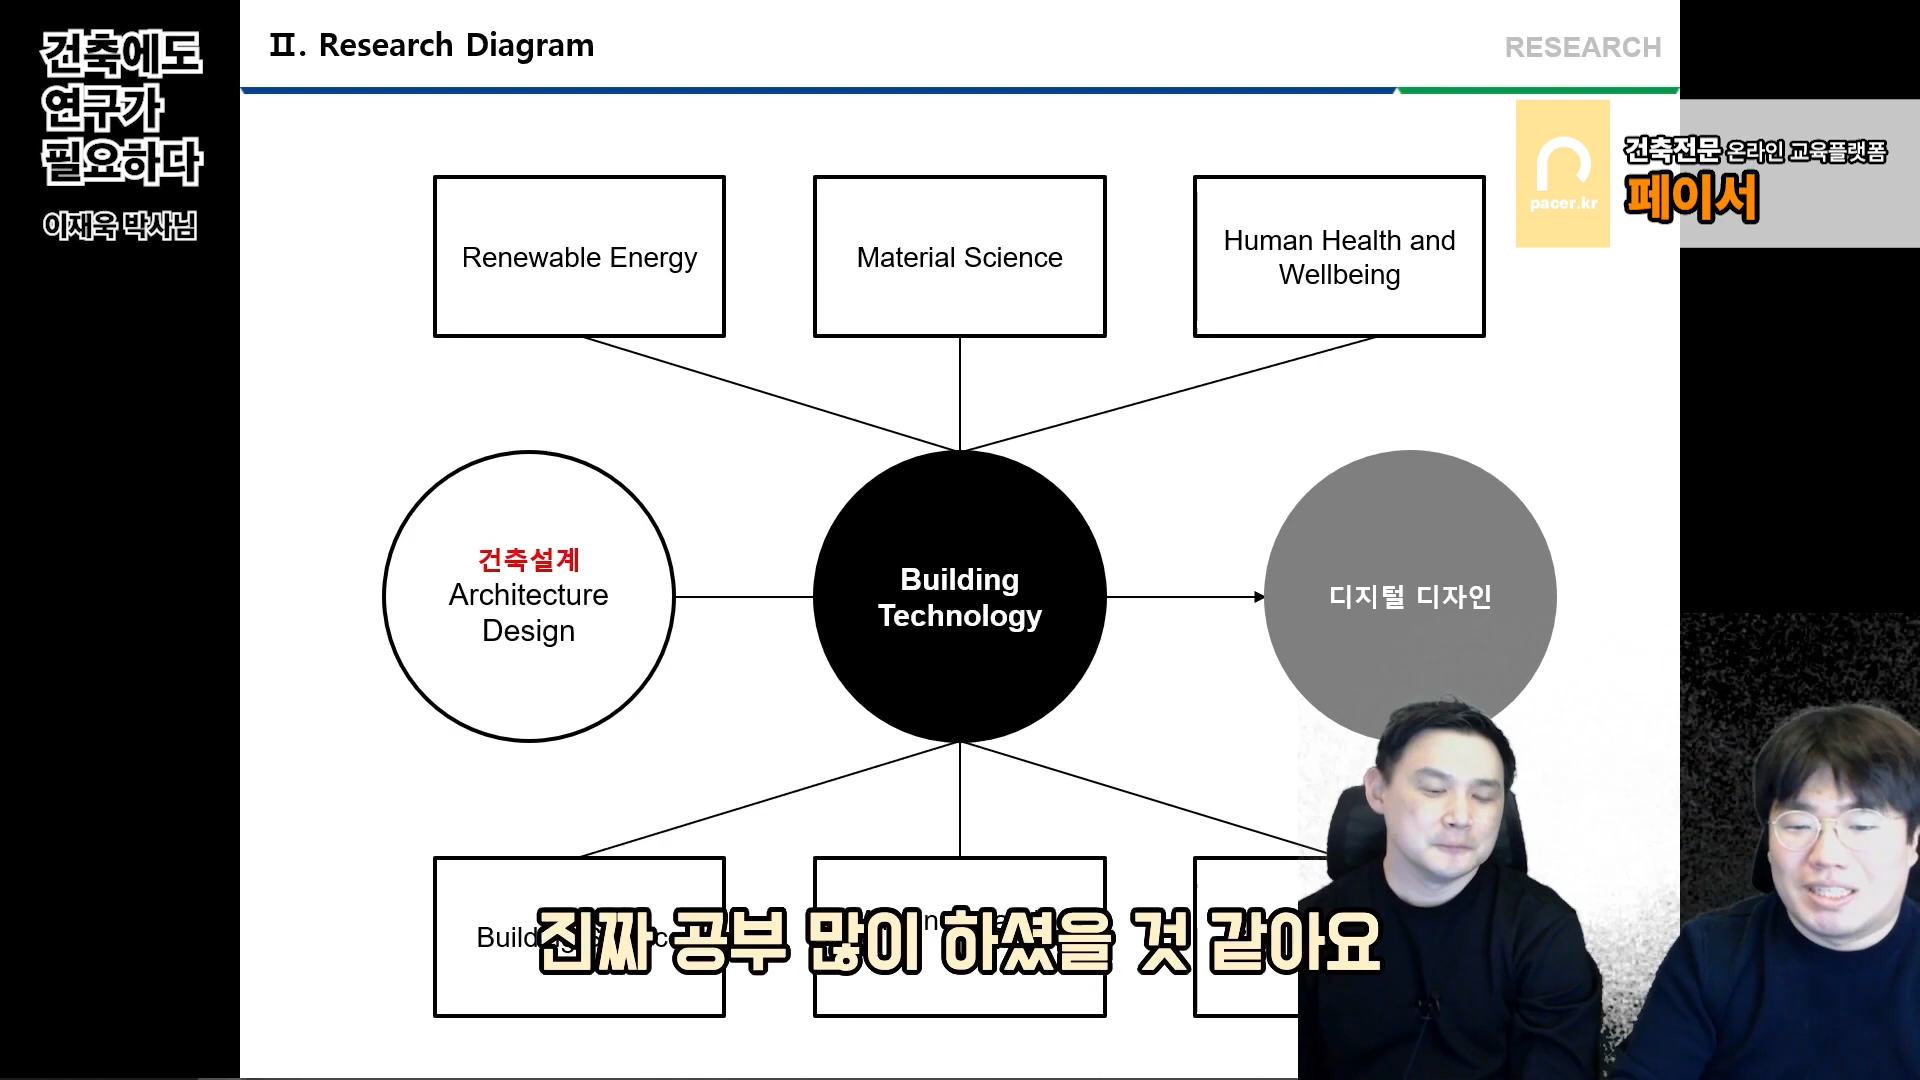 건축에도
연구가
필요하다
이재욱 박사님
Ⅱ. Research Diagram
RESEARCH
pacer.kr
건축전문 온라인 교육플랫폼
페이서
Renewable Energy
Material Science
Human Health and
Wellbeing
건축설계
Architecture
Design
Building
Technology
디지털 디자인
진짜 공부 많이 하셨을 것 같아요